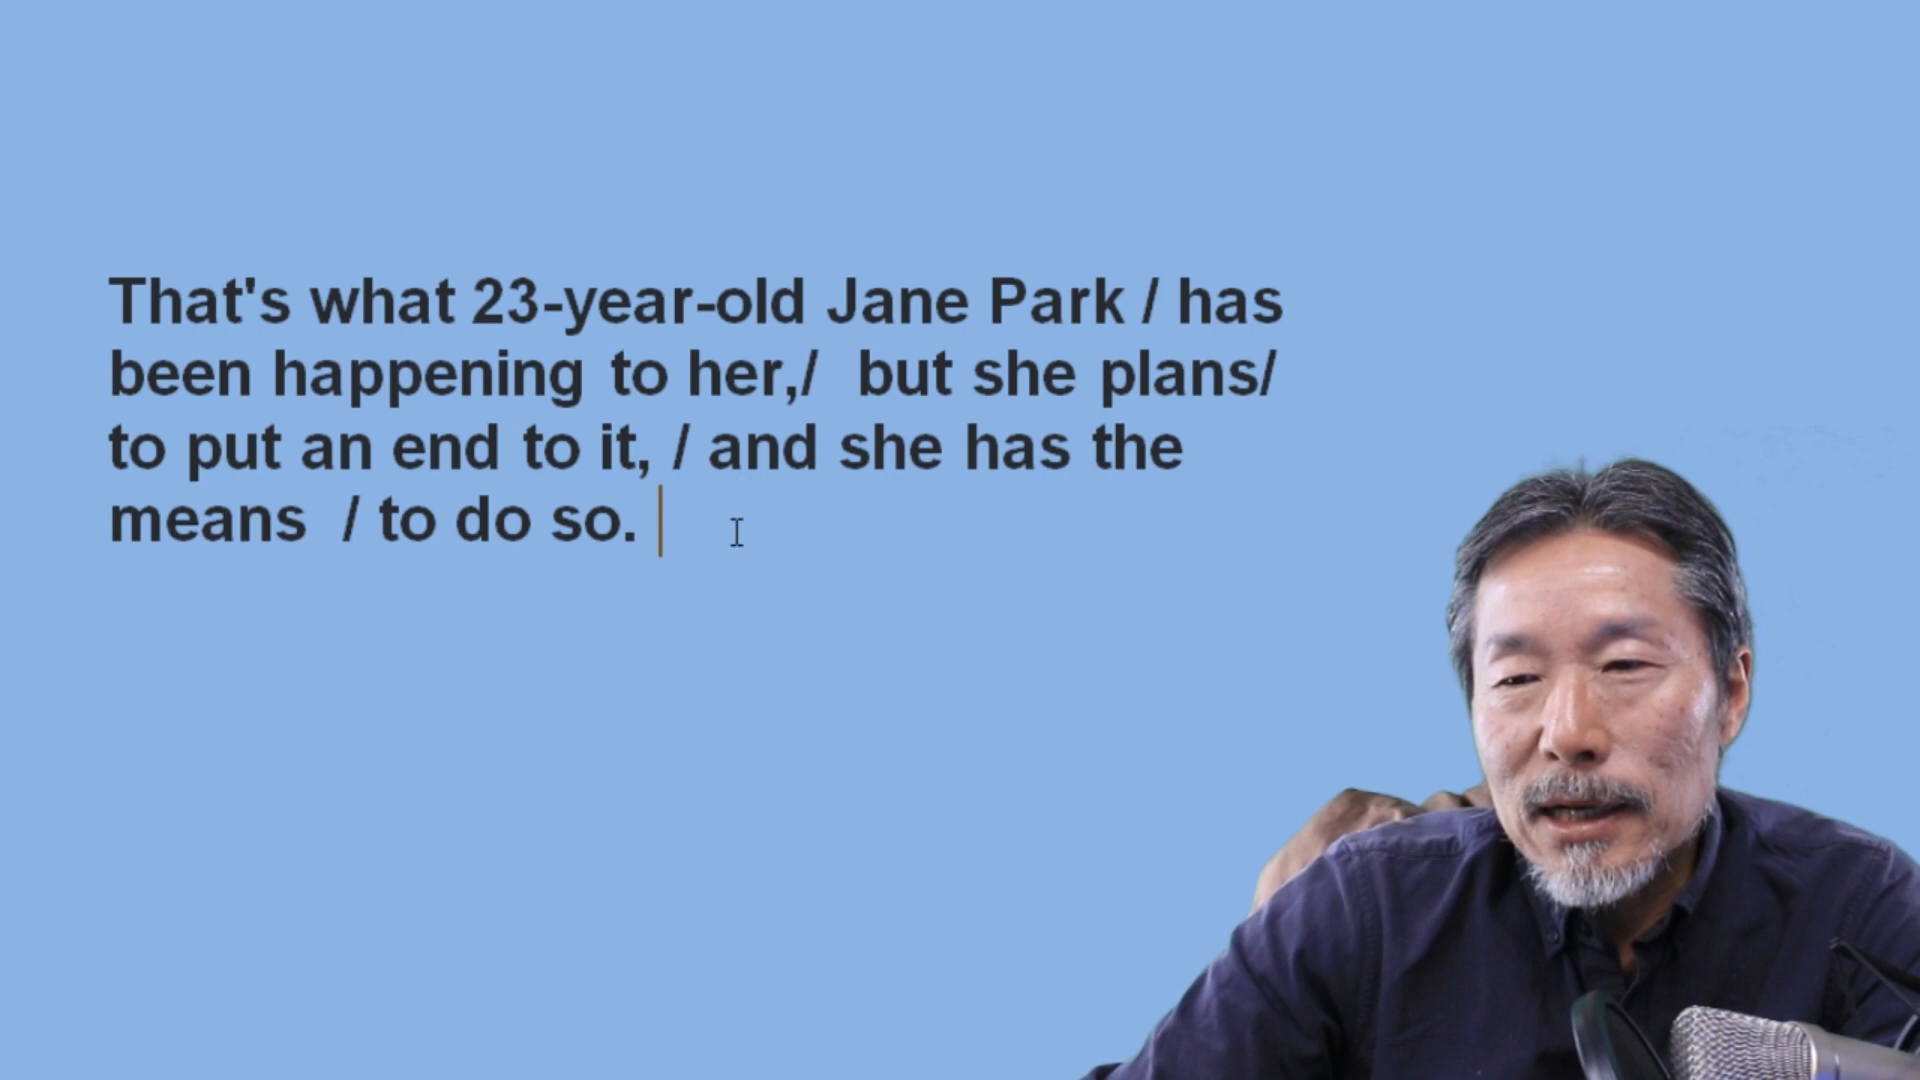 That's what 23-year-old Jane Park / has
been happening to her,/ but she plans/
to put an end to it, / and she has the
means / to do so.